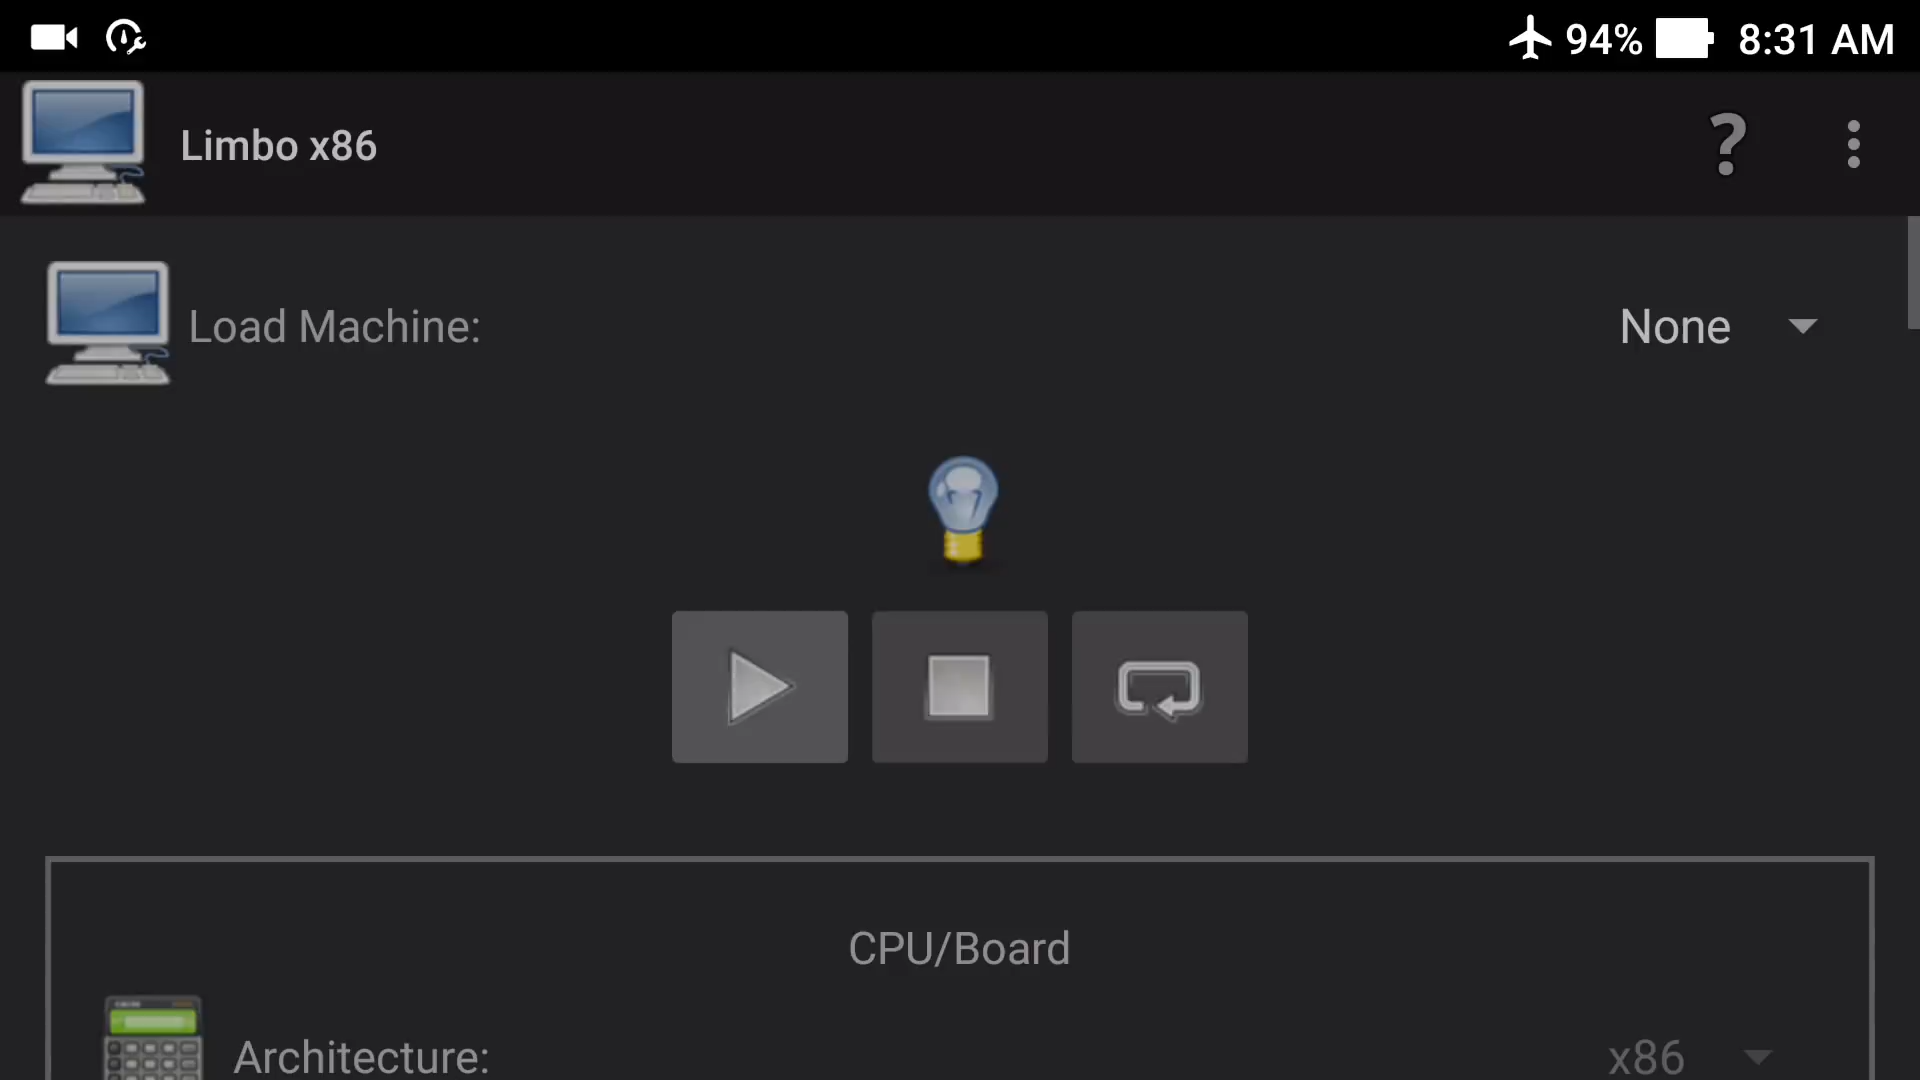 94% 8:31 AM
Limbo x86 ?
Load Machine: None
CPU/Board
Architecture: x86